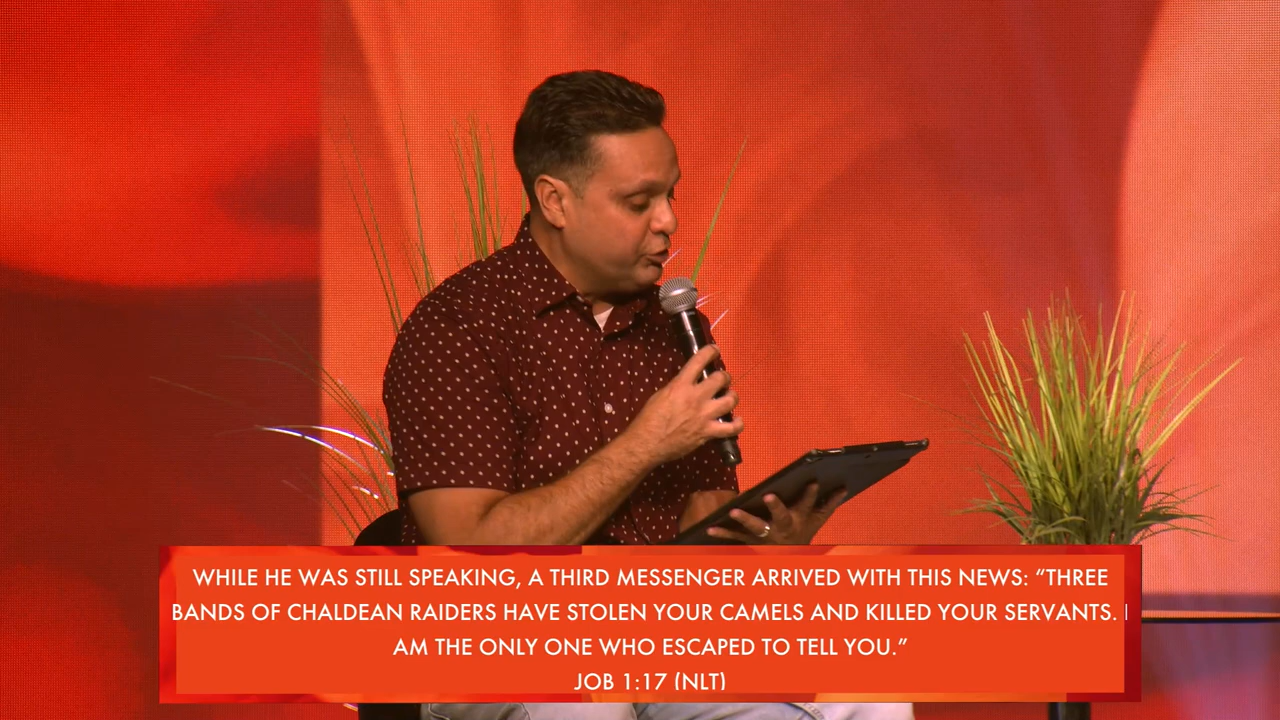 WHILE HE WAS STILL SPEAKING, A THIRD MESSENGER ARRIVED WITH THIS NEWS: “THREE
BANDS OF CHALDEAN RAIDERS HAVE STOLEN YOUR CAMELS AND KILLED YOUR SERVANTS. I
AM THE ONLY ONE WHO ESCAPED TO TELL YOU.”
JOB 1:17 (NLT)